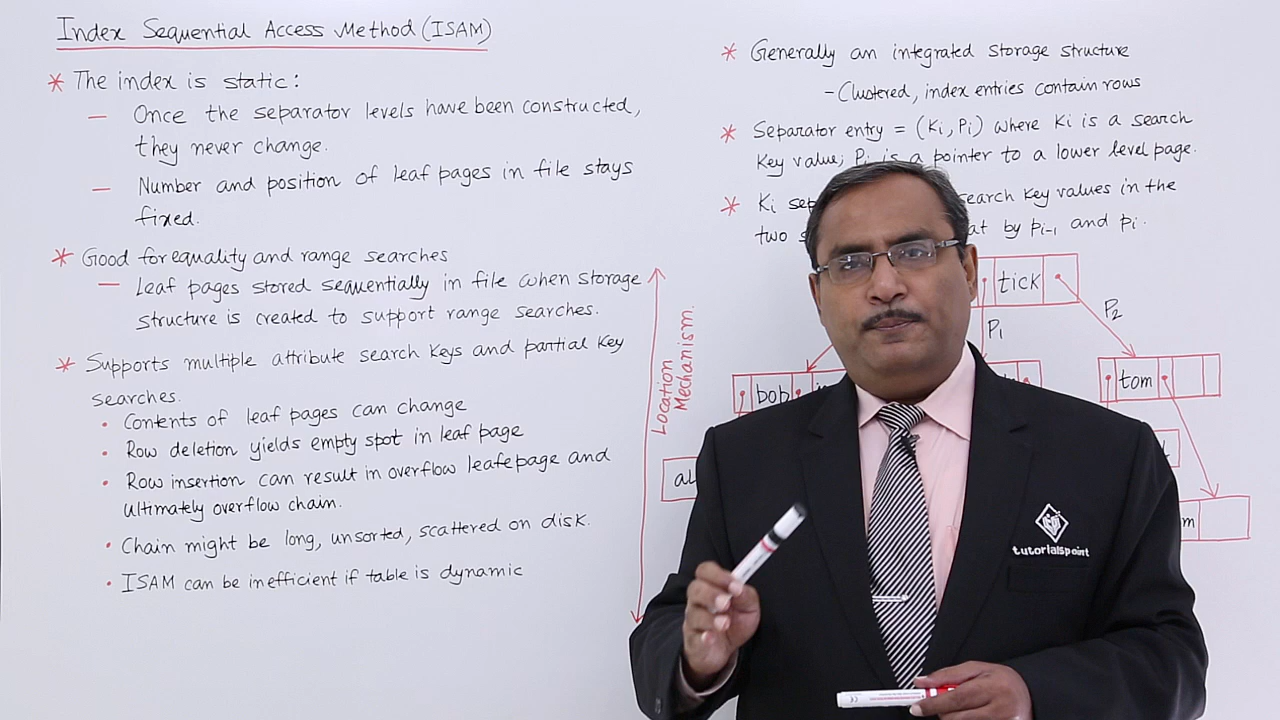 Index Sequential Access Method (ISAM)
* The index is static:
— Once the separator levels have been constructed,
they never change.
— Number and position of leaf pages in file stays
fixed.
* Good for equality and range searches
— Leaf pages stored sequentially in file when storage
structure is created to support range searches.
* Supports multiple attribute search keys and partial key
searches.
• Contents of leaf pages can change
• Row deletion yields empty spot in leaf page
• Row insertion can result in overflow leafepage and
ultimately overflow chain.
• Chain might be long, unsorted, scattered on disk.
• ISAM can be inefficient if table is dynamic
* Generally an integrated storage structure
- Clustered, index entries contain rows
* Separator entry = (Ki, Pi) where Ki is a search
Key value; Pi is a pointer to a lower level page.
* Ki search key values in the
two at by Pi-1 and Pi.
Location
Mechanism.
tick
P1
P2
bob
tom
tutorialspoint